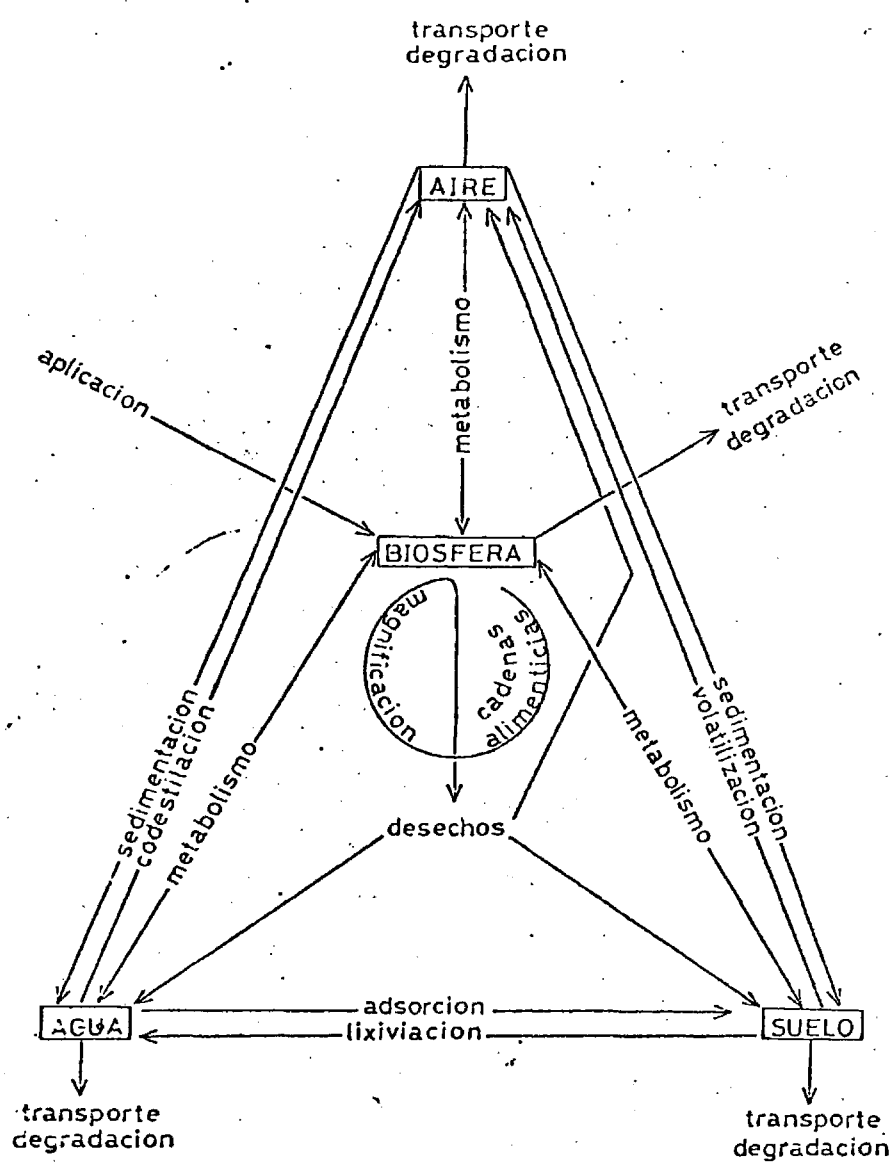 transporte
degradacion
AIRE
metabolismo
aplicacion
transporte
degradacion
BIOSFERA
magnificacion
cadenas
alimenticias
sedimentacion
codestilacion
metabolismo
metabolismo
volatilizacion
sedimentacion
desechos
adsorcion
lixiviacion
AGUA
SUELO
transporte
degradacion
transporte
degradacion